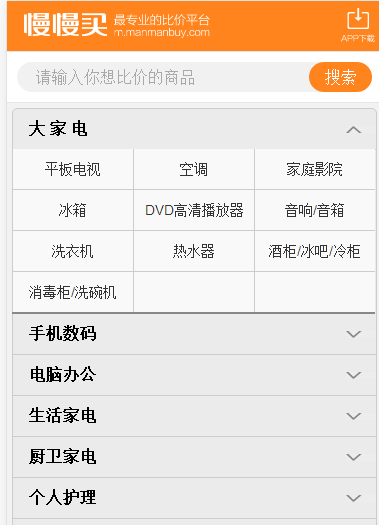 慢慢买 最专业的比价平台
m.manmanbuy.com
APP下载
请输入你想比价的商品 搜索
大 家 电
平板电视 空调 家庭影院
冰箱 DVD高清播放器 音响/音箱
洗衣机 热水器 酒柜/冰吧/冷柜
消毒柜/洗碗机
手机数码
电脑办公
生活家电
厨卫家电
个人护理